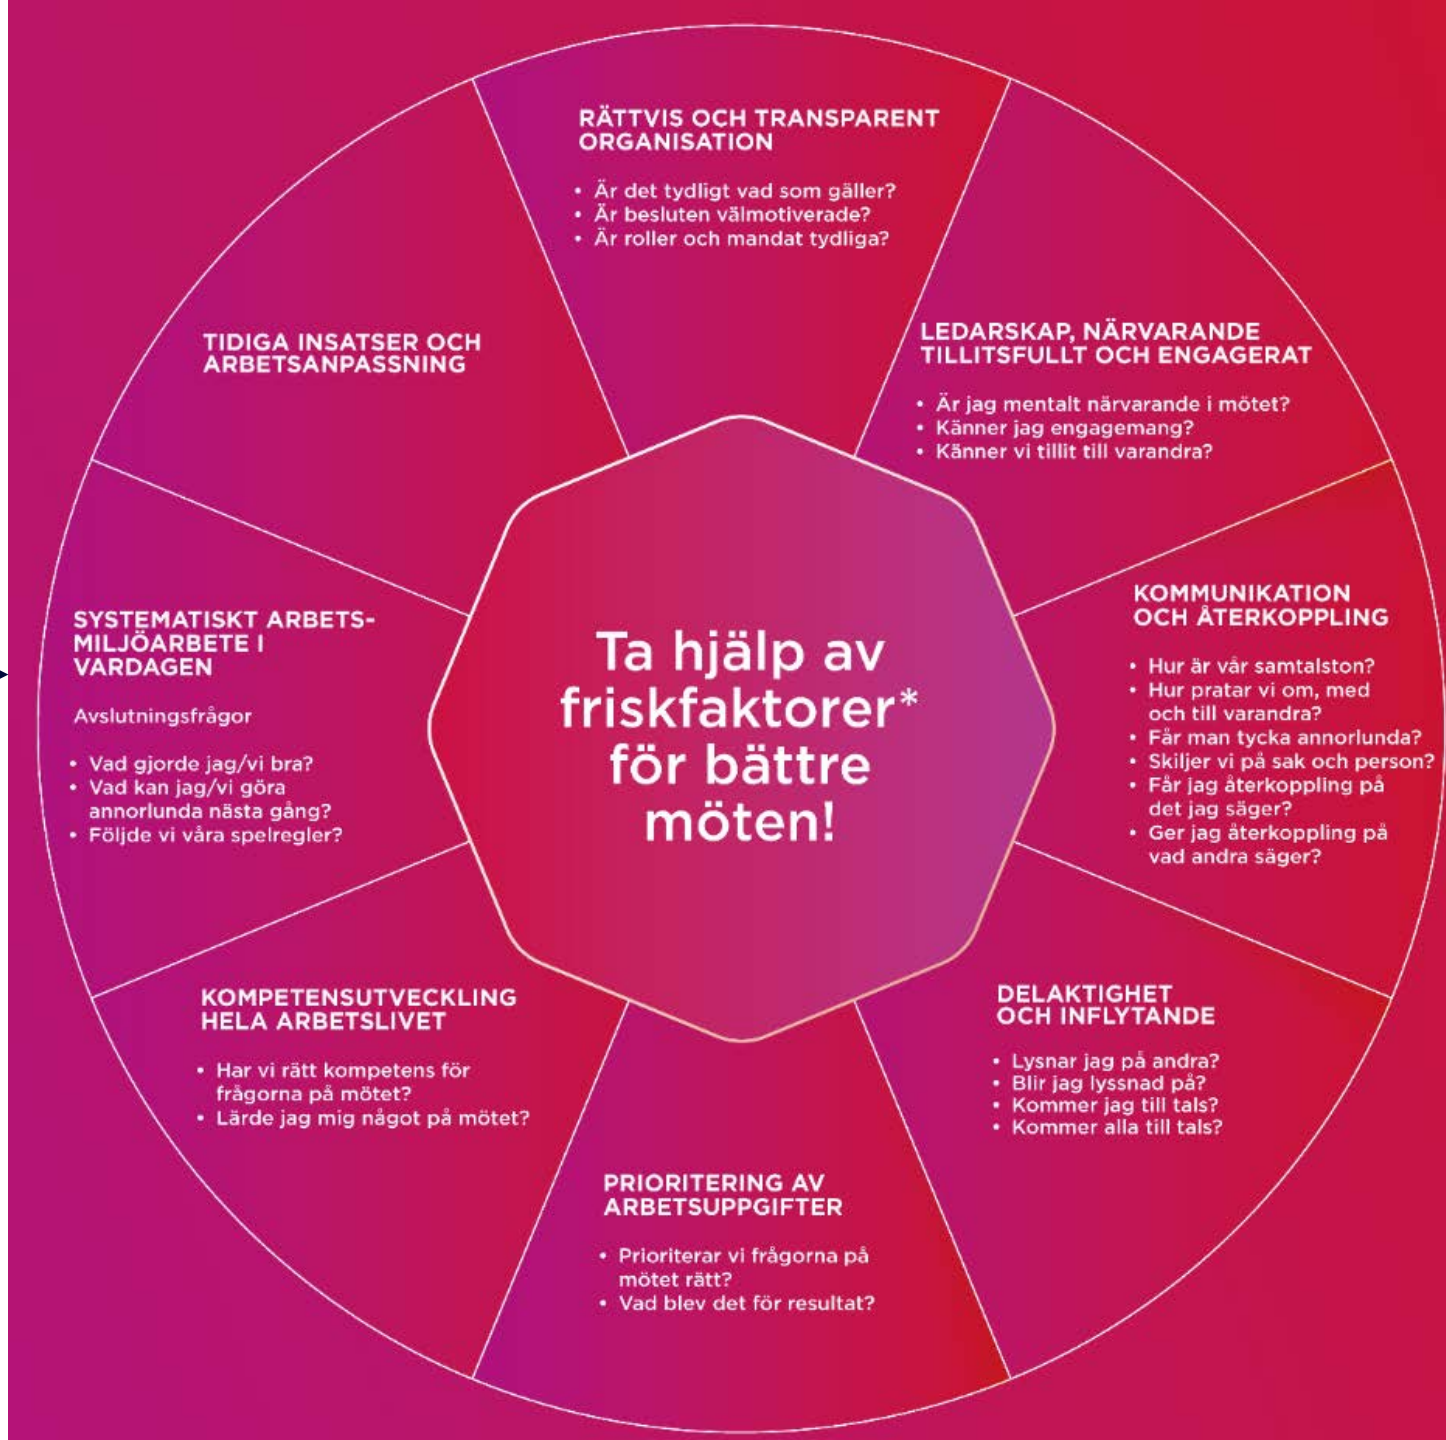 RÄTTVIS OCH TRANSPARENT
ORGANISATION
• Är det tydligt vad som gäller?
• Är besluten välmotiverade?
• Är roller och mandat tydliga?
LEDARSKAP, NÄRVARANDE
TILLITSFULLT OCH ENGAGERAT
• Är jag mentalt närvarande i mötet?
• Känner jag engagemang?
• Känner vi tillit till varandra?
KOMMUNIKATION
OCH ÅTERKOPPLING
• Hur är vår samtalston?
• Hur pratar vi om, med
och till varandra?
• Får man tycka annorlunda?
• Skiljer vi på sak och person?
• Får jag återkoppling på
det jag säger?
• Ger jag återkoppling på
vad andra säger?
DELAKTIGHET
OCH INFLYTANDE
• Lysnar jag på andra?
• Blir jag lyssnad på?
• Kommer jag till tals?
• Kommer alla till tals?
PRIORITERING AV
ARBETSUPPGIFTER
• Prioriterar vi frågorna på
mötet rätt?
• Vad blev det för resultat?
KOMPETENSUTVECKLING
HELA ARBETSLIVET
• Har vi rätt kompetens för
frågorna på mötet?
• Lärde jag mig något på mötet?
SYSTEMATISKT ARBETS-
MILJÖARBETE I
VARDAGEN
Avslutningsfrågor
• Vad gjorde jag/vi bra?
• Vad kan jag/vi göra
annorlunda nästa gång?
• Följde vi våra spelregler?
TIDIGA INSATSER OCH
ARBETSANPASSNING
Ta hjälp av
friskfaktorer*
för bättre
möten!